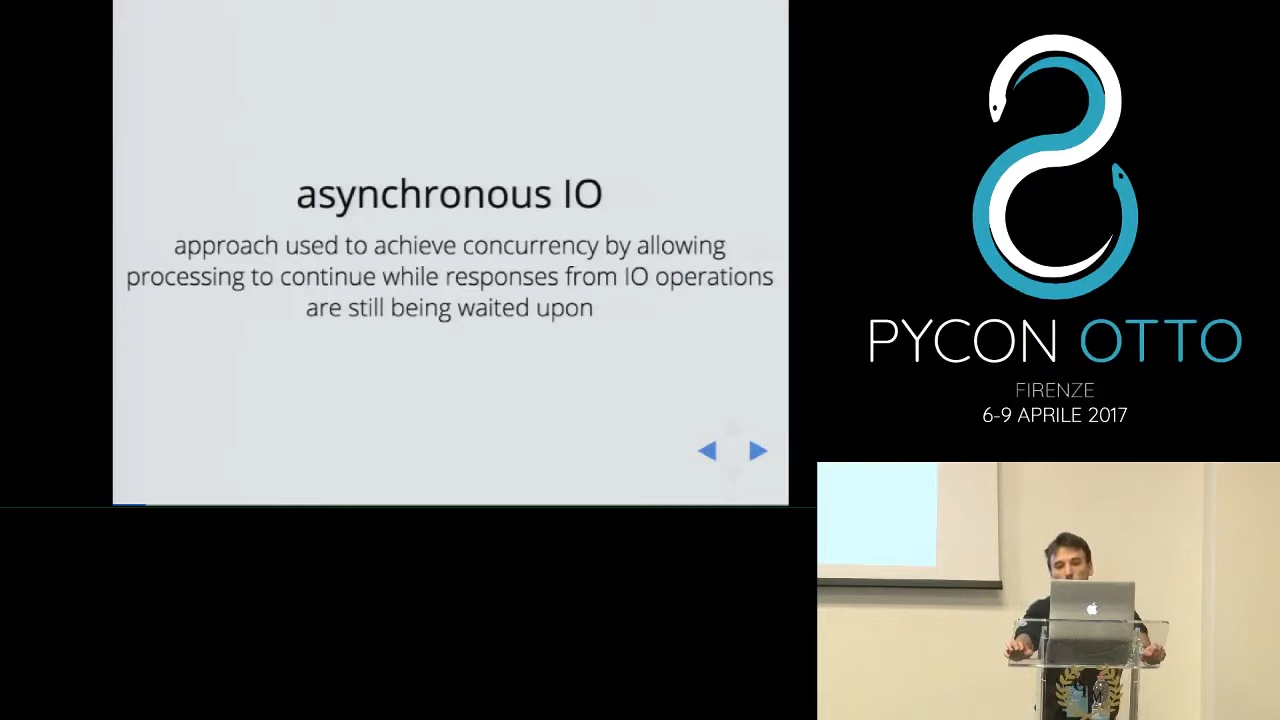 asynchronous IO
approach used to achieve concurrency by allowing
processing to continue while responses from IO operations
are still being waited upon
PYCON OTTO
FIRENZE
6-9 APRILE 2017